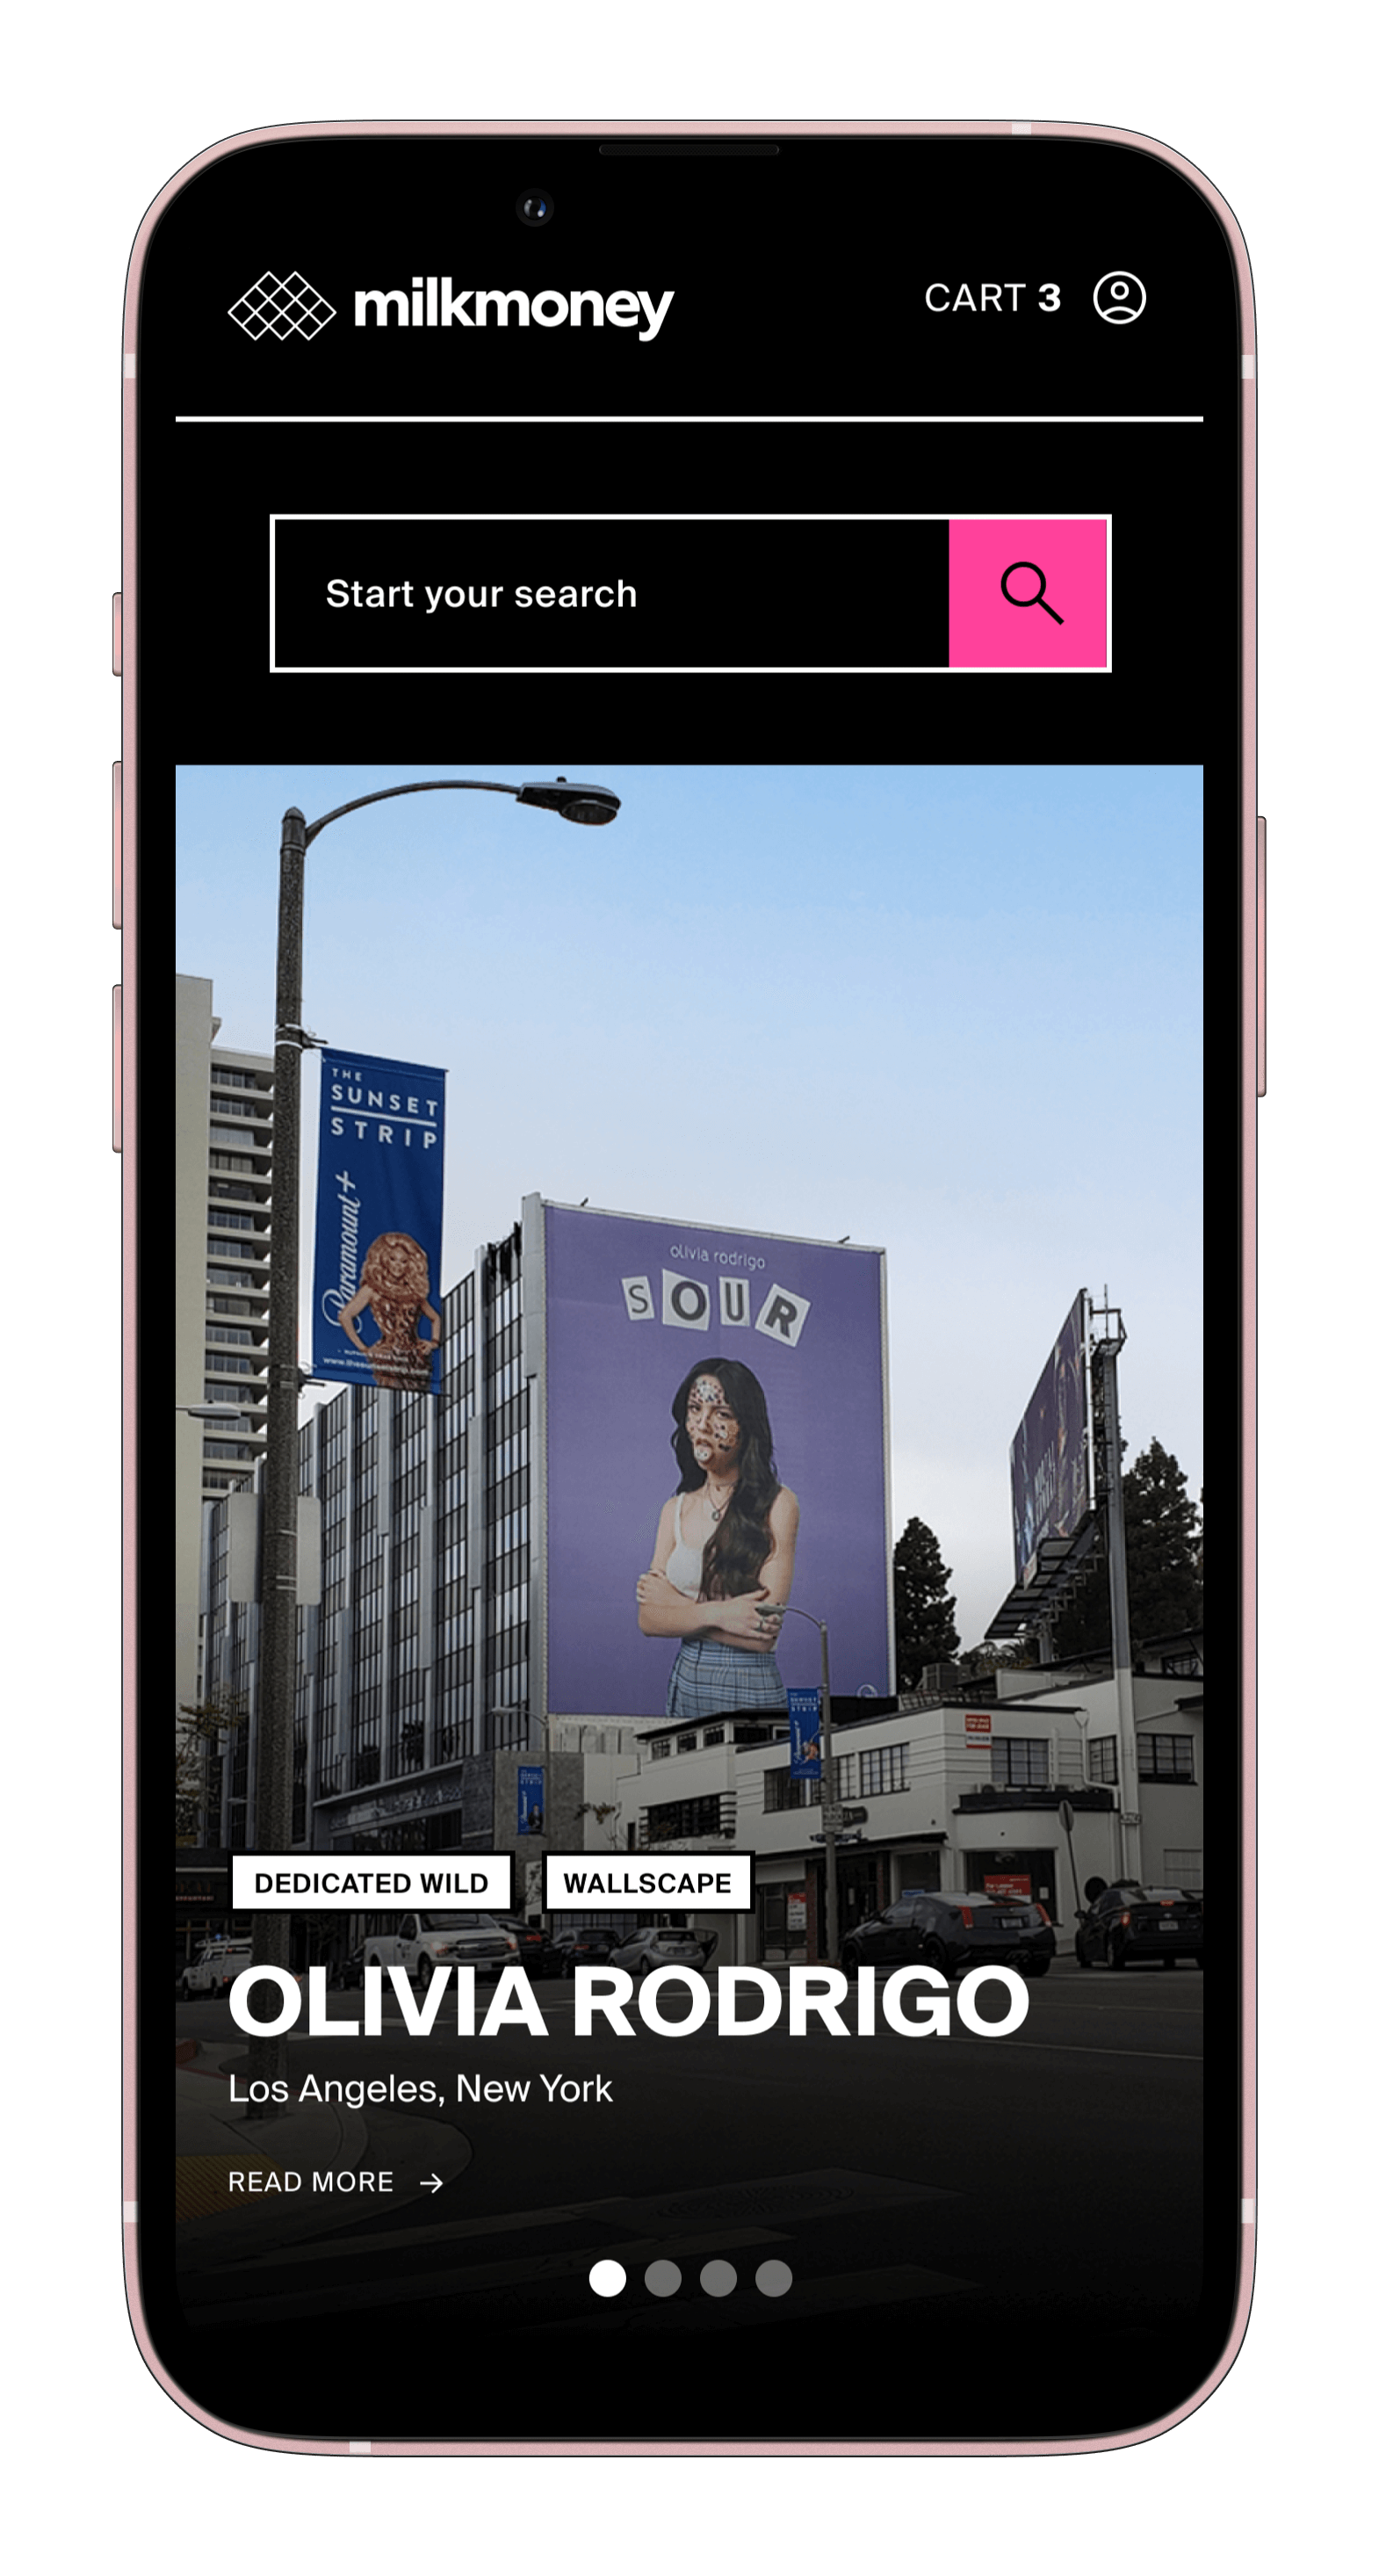 milkmoney
CART 3
Start your search
THE
SUNSET
STRIP
Paramount+
olivia rodrigo
SOUR
DEDICATED WILD
WALLSCAPE
OLIVIA RODRIGO
Los Angeles, New York
READ MORE →